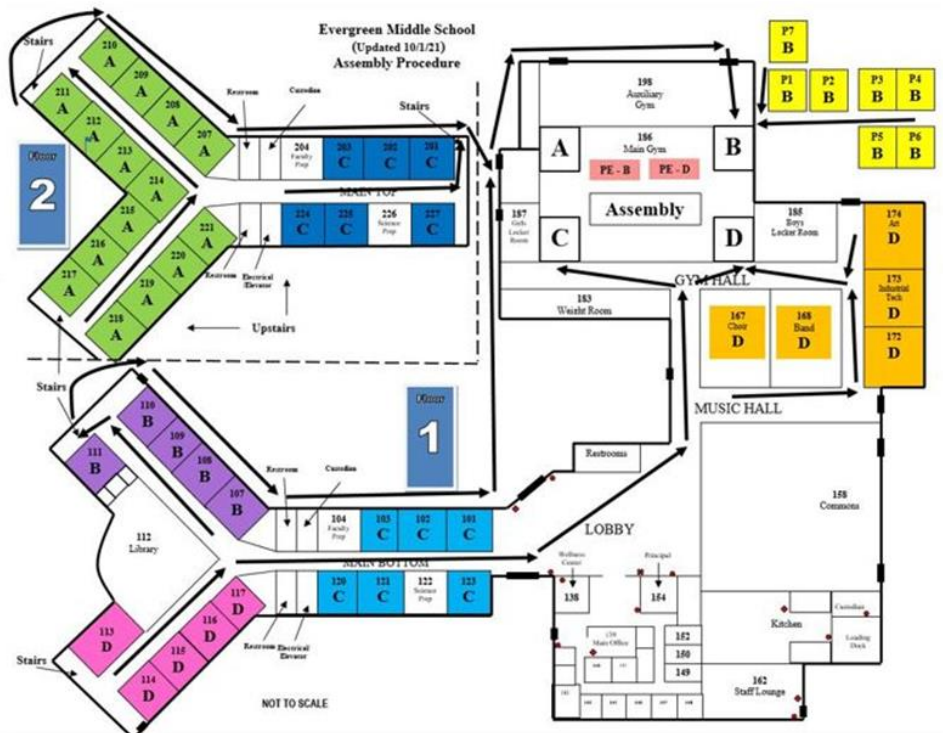 Evergreen Middle School
(Updated 10/1/21)
Assembly Procedure
Stairs
210
A
209
A
208
A
207
A
211
A
212
A
213
A
214
A
215
A
216
A
217
A
218
A
219
A
220
A
221
A
Floor
2
Restroom
Custodian
Stairs
204
Faculty
Prep
203
C
202
C
201
C
MAIN TOP
224
C
225
C
226
Science
Prep
227
C
Restroom
Electrical
/Elevator
Upstairs
Stairs
198
Auxiliary
Gym
186
Main Gym
A
B
PE - B
PE - D
Assembly
C
D
187
Girls
Locker
Room
185
Boys
Locker Room
GYM HALL
183
Weight Room
P7
B
P1
B
P2
B
P3
B
P4
B
P5
B
P6
B
174
Art
D
173
Industrial
Tech
D
172
D
167
Choir
D
168
Band
D
MUSIC HALL
Floor
1
110
B
109
B
108
B
107
B
111
B
112
Library
Restroom
Custodian
104
Faculty
Prep
103
C
102
C
101
C
MAIN BOTTOM
120
C
121
C
122
Science
Prep
123
C
Restroom
Electrical
Elevator
117
D
116
D
115
D
114
D
113
D
Stairs
NOT TO SCALE
Restrooms
LOBBY
Wellness
Center
138
Principal
154
139
Main Office
152
150
149
158
Commons
Kitchen
Custodian
Loading
Dock
162
Staff Lounge